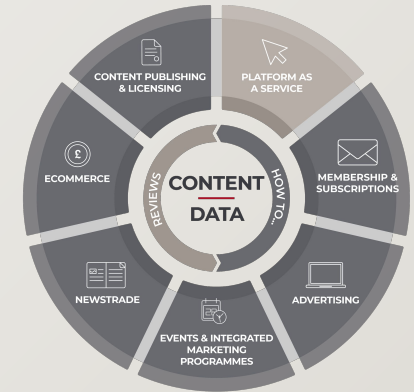 CONTENT PUBLISHING
& LICENSING
PLATFORM AS
A SERVICE
MEMBERSHIP &
SUBSCRIPTIONS
ADVERTISING
EVENTS & INTEGRATED
MARKETING
PROGRAMMES
NEWSTRADE
£
ECOMMERCE
REVIEWS
CONTENT
DATA
HOW TO...